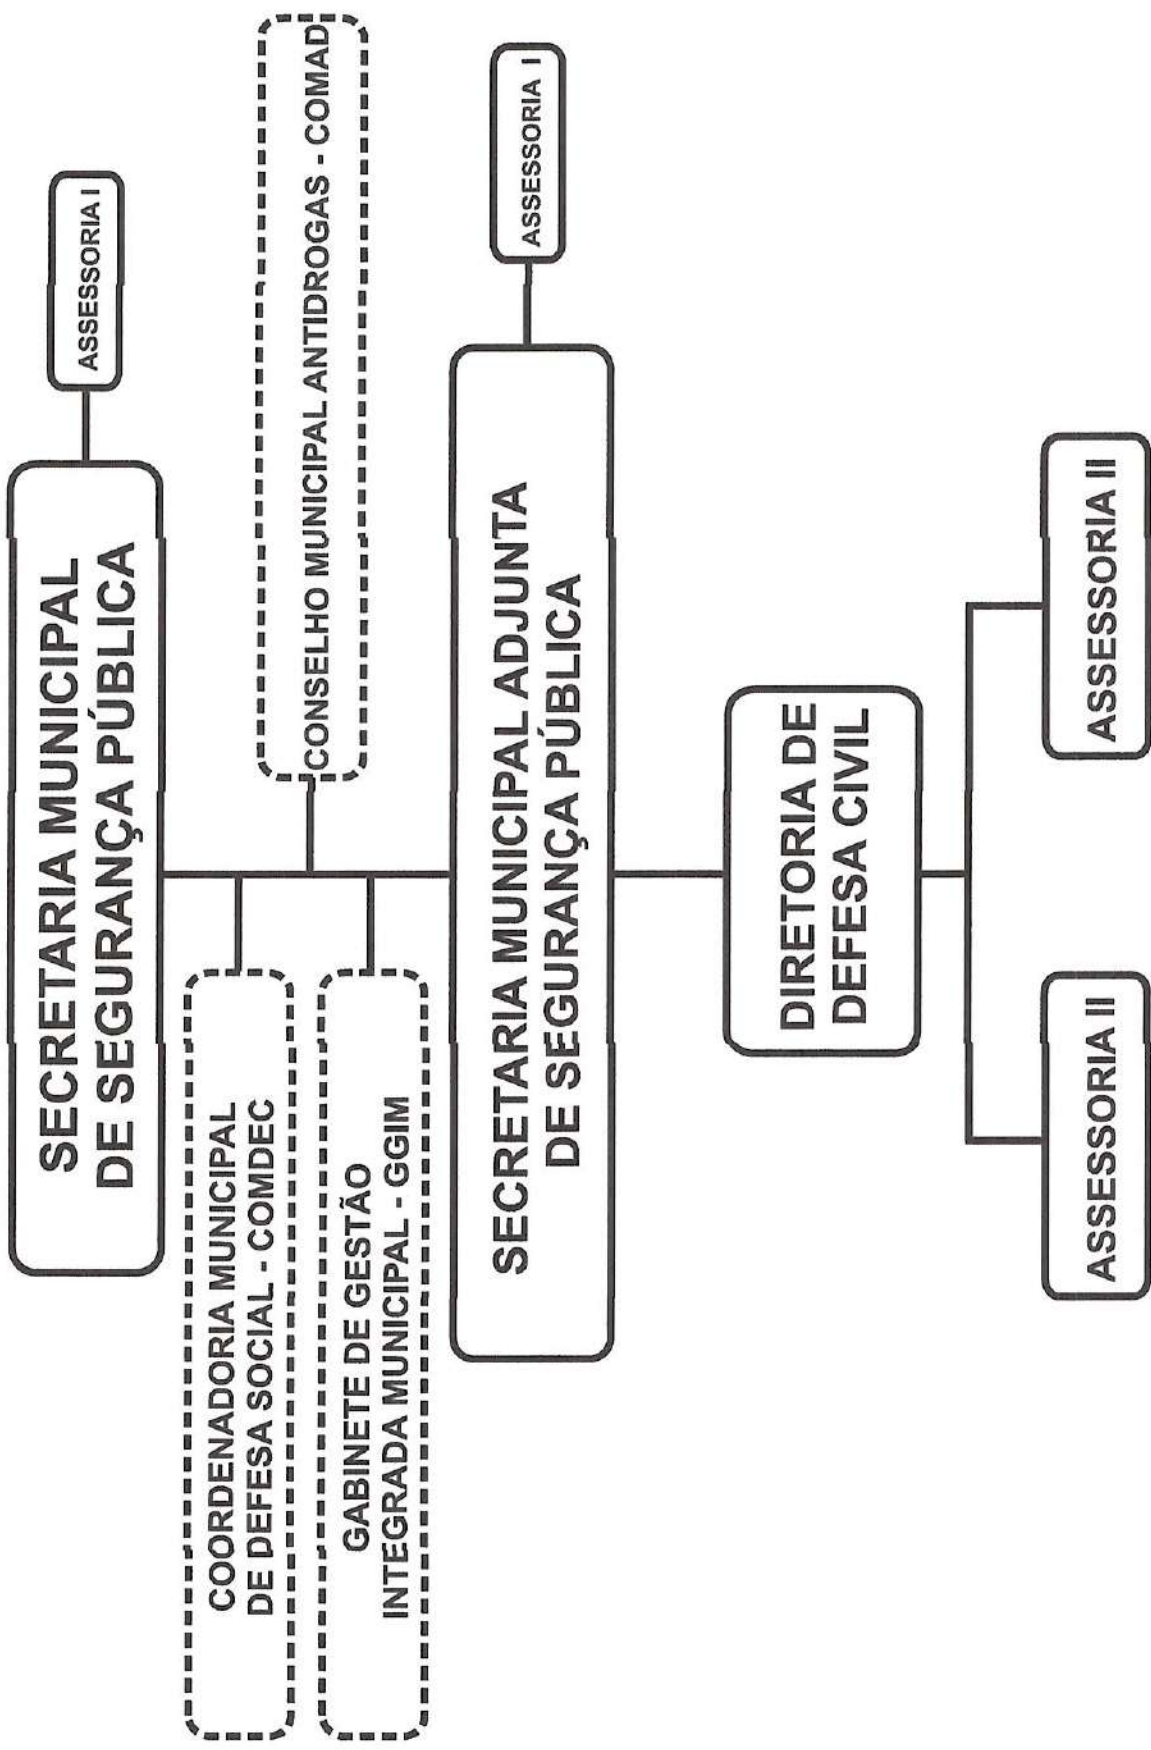 SECRETARIA MUNICIPAL
DE SEGURANÇA PÚBLICA
ASSESSORIA I
COORDENADORIA MUNICIPAL
DE DEFESA SOCIAL - COMDEC
CONSELHO MUNICIPAL ANTIDROGAS - COMAD
GABINETE DE GESTÃO
INTEGRADA MUNICIPAL - GGIM
SECRETARIA MUNICIPAL ADJUNTA
DE SEGURANÇA PÚBLICA
ASSESSORIA I
DIRETORIA DE
DEFESA CIVIL
ASSESSORIA II
ASSESSORIA II